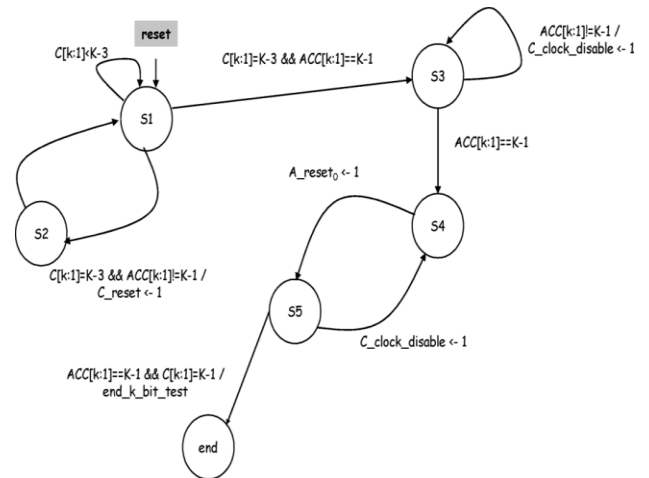 reset
C[k:1]<K-3
S1
C[k:1]=K-3 && ACC[k:1]==K-1
S3
ACC[k:1]!=K-1 /
C_clock_disable <- 1
ACC[k:1]==K-1
S2
C[k:1]=K-3 && ACC[k:1]!=K-1 /
C_reset <- 1
A_reset₀ <- 1
S4
S5
C_clock_disable <- 1
ACC[k:1]==K-1 && C[k:1]=K-1 /
end_k_bit_test
end